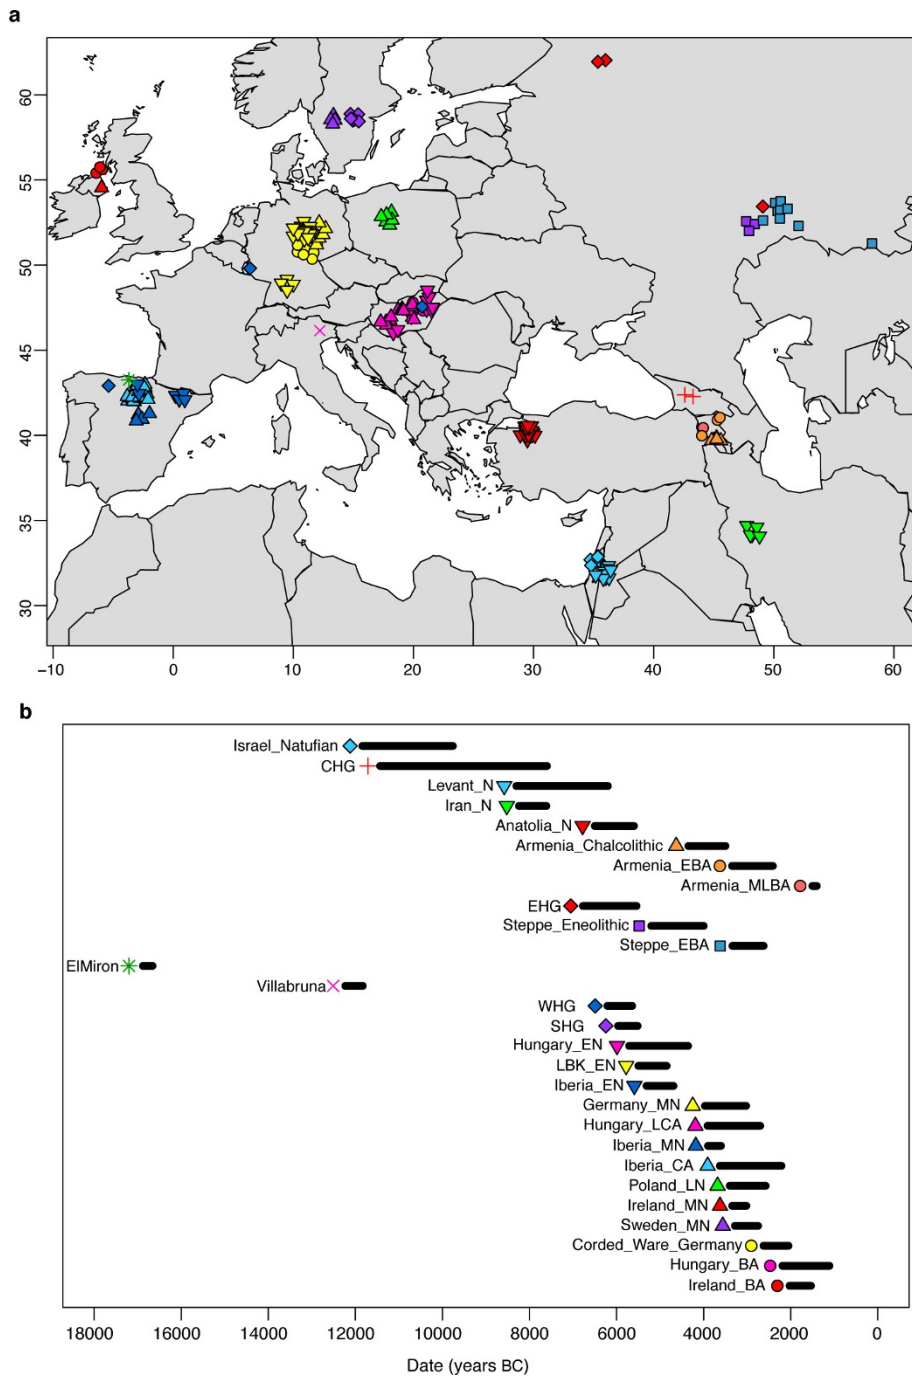 a
60
55
50
45
40
35
30
−10
0
10
20
30
40
50
60
b
Israel_Natufian
CHG
Levant_N
Iran_N
Anatolia_N
Armenia_Chalcolithic
Armenia_EBA
Armenia_MLBA
EHG
Steppe_Eneolithic
Steppe_EBA
ElMiron
Villabruna
WHG
SHG
Hungary_EN
LBK_EN
Iberia_EN
Germany_MN
Hungary_LCA
Iberia_MN
Iberia_CA
Poland_LN
Ireland_MN
Sweden_MN
Corded_Ware_Germany
Hungary_BA
Ireland_BA
18000 16000 14000 12000 10000 8000 6000 4000 2000 0
Date (years BC)